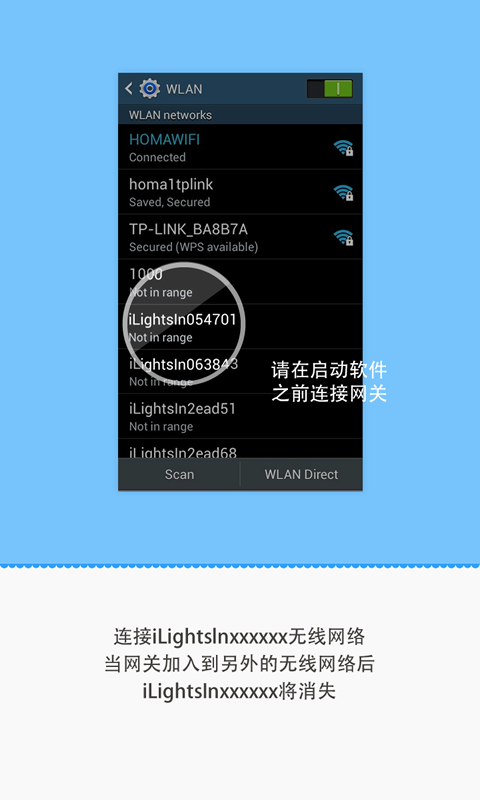 WLAN
WLAN networks
HOMAWIFI
Connected
homa1tplink
Saved, Secured
TP-LINK_BA8B7A
Secured (WPS available)
1000
Not in range
iLightsIn054701
Not in range
iLightsIn063843
Not in range
请在启动软件
之前连接网关
iLightsIn2ead51
Not in range
iLightsIn2ead68
Scan
WLAN Direct
连接iLightsInxxxxxx无线网络
当网关加入到另外的无线网络后
iLightsInxxxxxx将消失